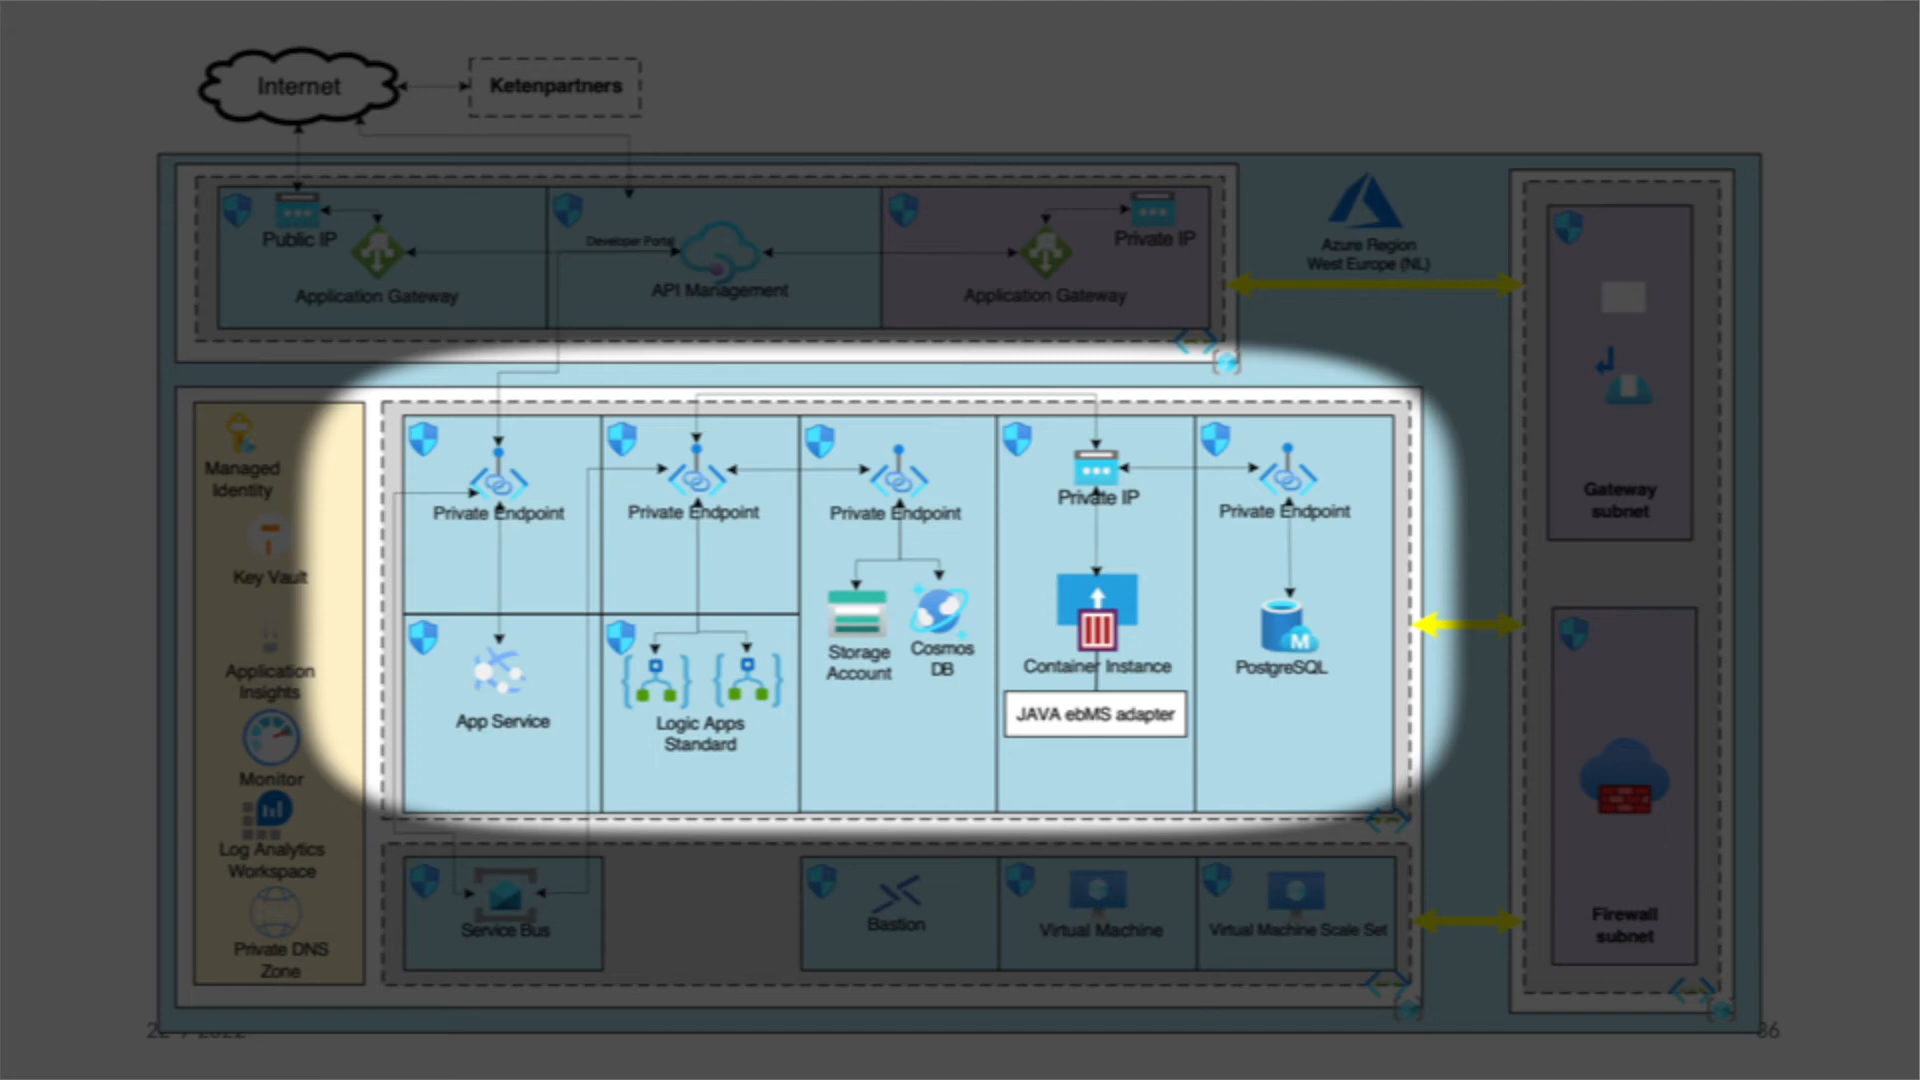 Internet
Ketenpartners
Public IP
Application Gateway
Developer Portal
API Management
Private IP
Application Gateway
Azure Region
West Europe (NL)
Gateway
subnet
Managed
Identity
Key Vault
Application
Insights
Monitor
Log Analytics
Workspace
Private DNS
Zone
Private Endpoint
Private Endpoint
Private Endpoint
Private IP
Private Endpoint
App Service
Logic Apps
Standard
Storage
Account
Cosmos
DB
Container Instance
JAVA ebMS adapter
PostgreSQL
M
Service Bus
Bastion
Virtual Machine
Virtual Machine Scale Set
Firewall
subnet
36